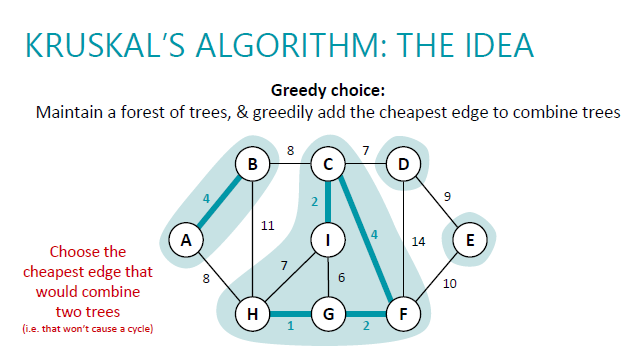 KRUSKAL'S ALGORITHM: THE IDEA
Greedy choice:
Maintain a forest of trees, & greedily add the cheapest edge to combine trees
8
7
B
C
D
4
2
9
11
A
I
4
14
E
Choose the
cheapest edge that
would combine
two trees
(i.e. that won't cause a cycle)
8
7
6
10
H
G
F
1
2